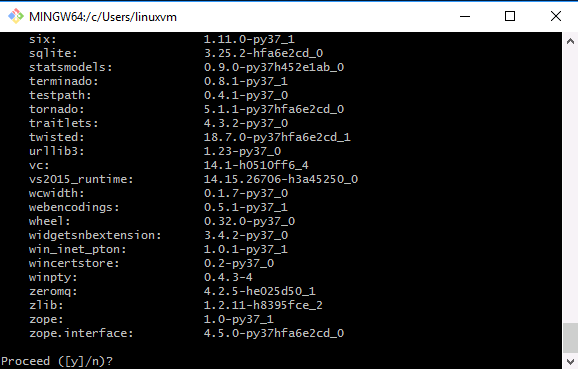 MINGW64:/c/Users/linuxvm
six: 1.11.0-py37_1
sqlite: 3.25.2-hfa6e2cd_0
statsmodels: 0.9.0-py37h452e1ab_0
terminado: 0.8.1-py37_1
testpath: 0.4.1-py37_0
tornado: 5.1.1-py37hfa6e2cd_0
traitlets: 4.3.2-py37_0
twisted: 18.7.0-py37hfa6e2cd_1
urllib3: 1.23-py37_0
vc: 14.1-h0510ff6_4
vs2015_runtime: 14.15.26706-h3a45250_0
wcwidth: 0.1.7-py37_0
webencodings: 0.5.1-py37_1
wheel: 0.32.0-py37_0
widgetsnbextension: 3.4.2-py37_0
win_inet_pton: 1.0.1-py37_1
wincertstore: 0.2-py37_0
winpty: 0.4.3-4
zeromq: 4.2.5-he025d50_1
zlib: 1.2.11-h8395fce_2
zope: 1.0-py37_1
zope.interface: 4.5.0-py37hfa6e2cd_0
Proceed ([y]/n)?